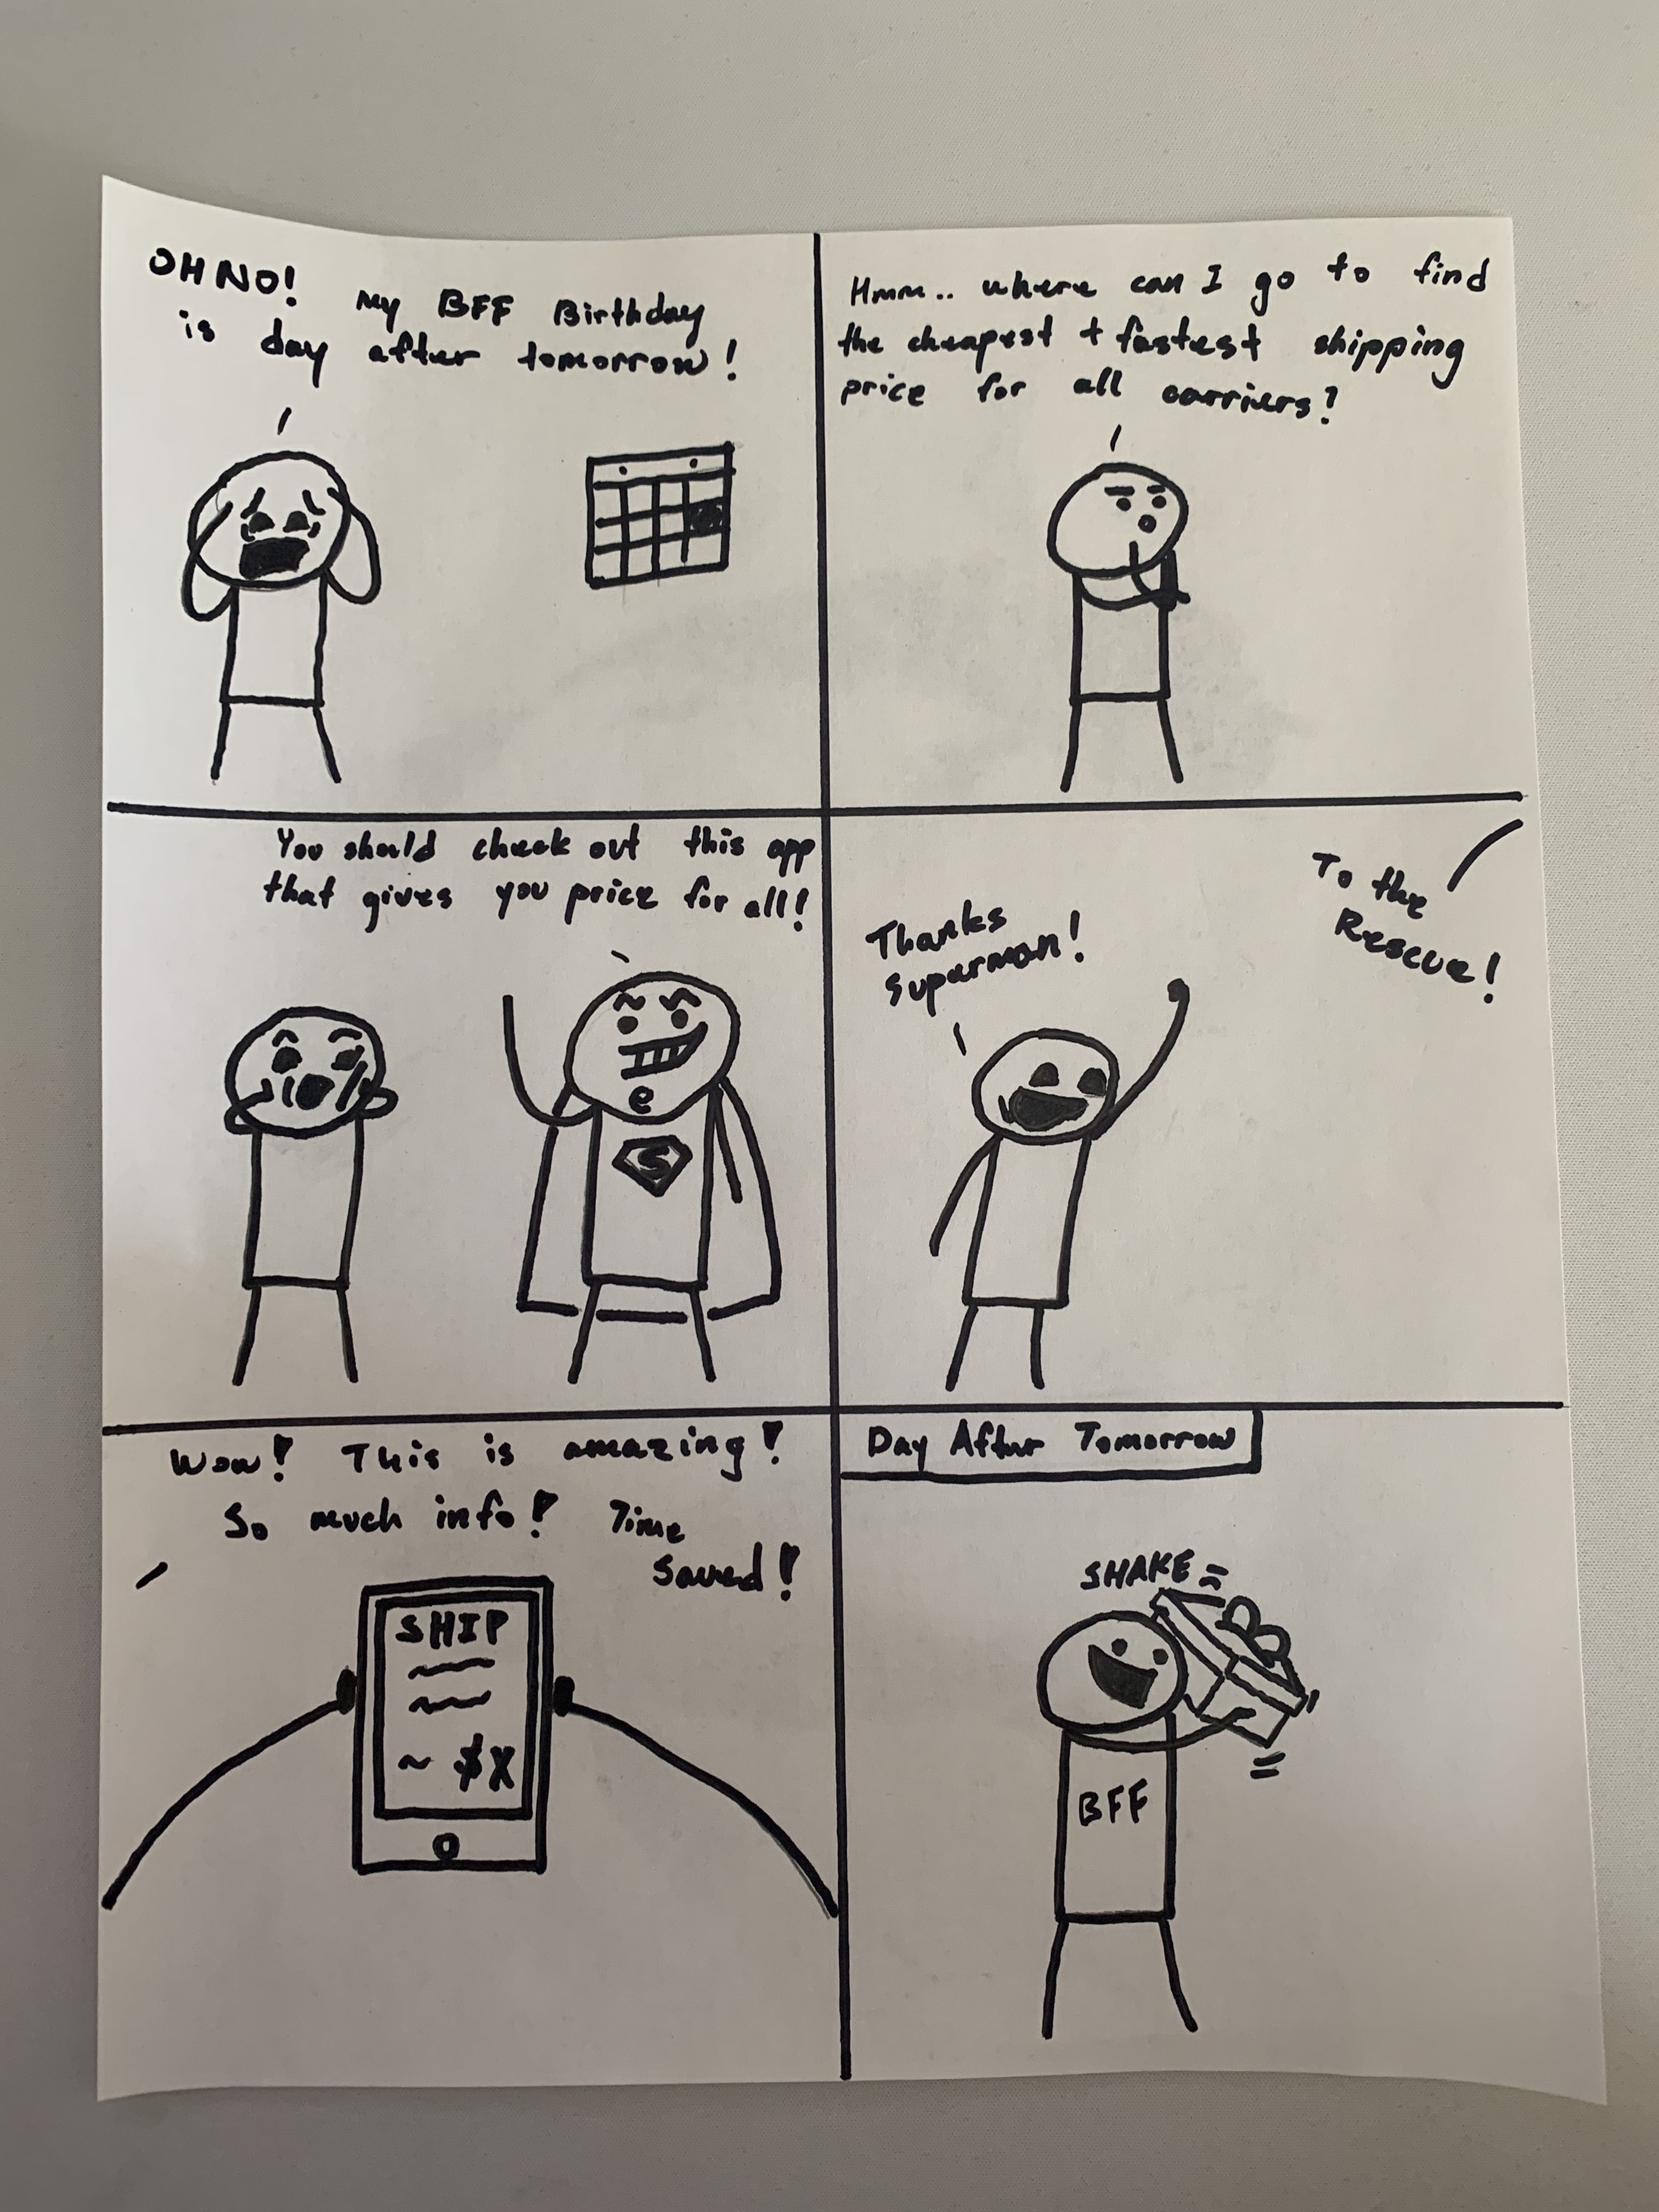 OH NO! My BFF Birthday
is day after tomorrow!
Hmm.. where can I go to find
the cheapest + fastest shipping
price for all carriers?
You should check out this app
that gives you price for all!
S
Thanks
Superman!
To the
Rescue!
Wow! This is amazing!
So much info! Time
saved!
SHIP
~ $X
Day After Tomorrow
SHAKE
BFF